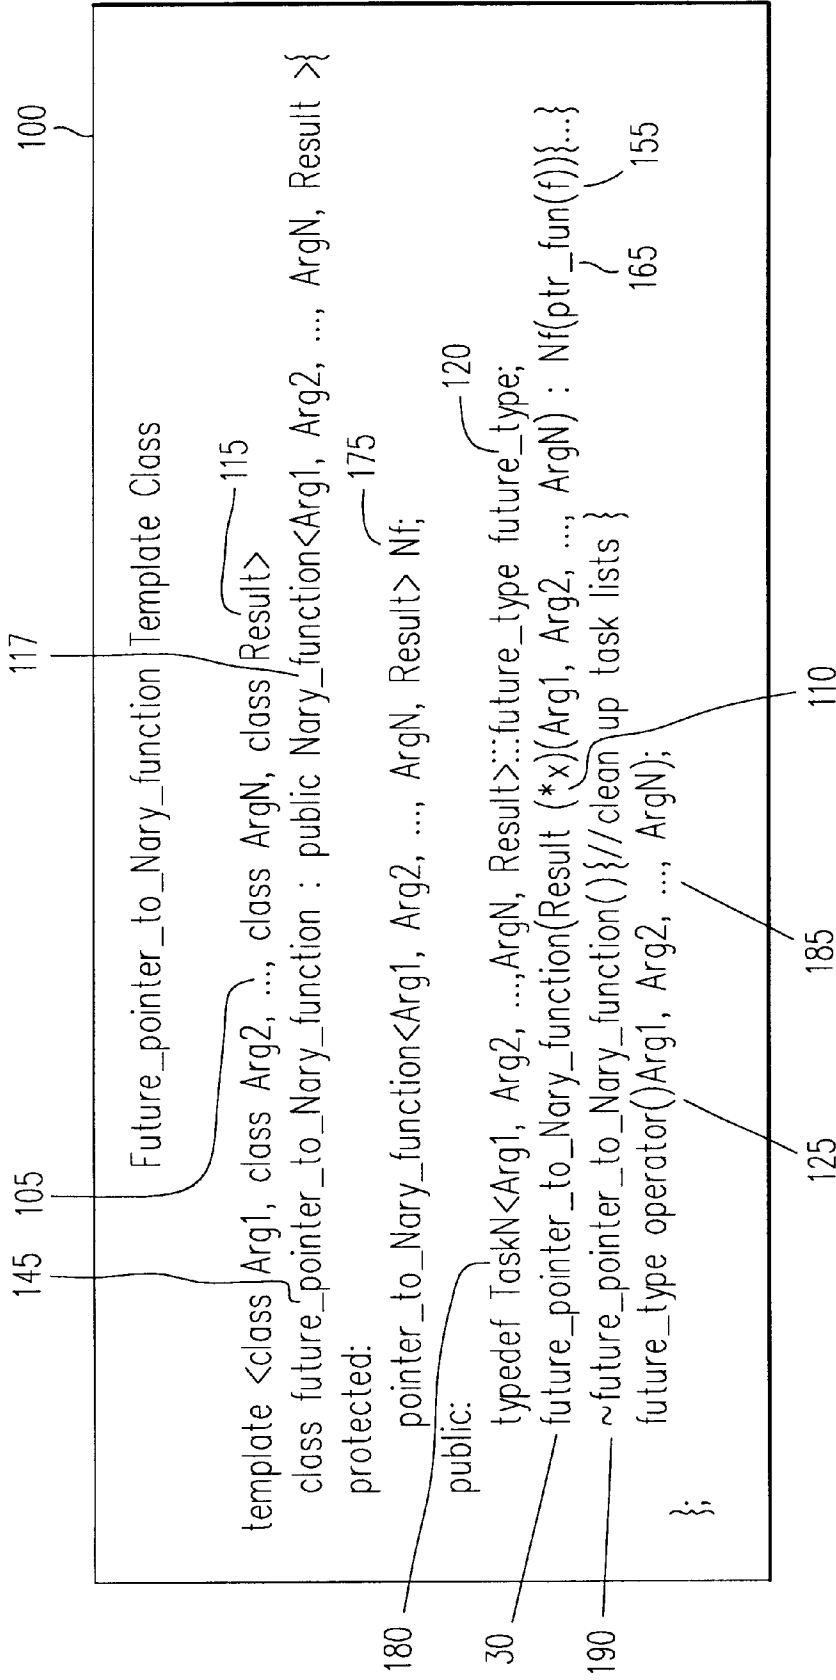 100
Future_pointer_to_Nary_function Template Class
145 105 117 115
template <class Arg1, class Arg2, ..., class ArgN, class Result>
class future_pointer_to_Nary_function : public Nary_function<Arg1, Arg2, ..., ArgN, Result >{
protected:
pointer_to_Nary_function<Arg1, Arg2, ..., ArgN, Result> Nf;
175
public:
180
120
typedef TaskN<Arg1, Arg2, ...,ArgN, Result>:::future_type future_type;
30
future_pointer_to_Nary_function(Result (*x)(Arg1, Arg2, ..., ArgN) : Nf(ptr_fun(f)){...}
190
~future_pointer_to_Nary_function(){//clean up task lists }
future_type operator()Arg1, Arg2, ..., ArgN);
};
125 185 110 165 155